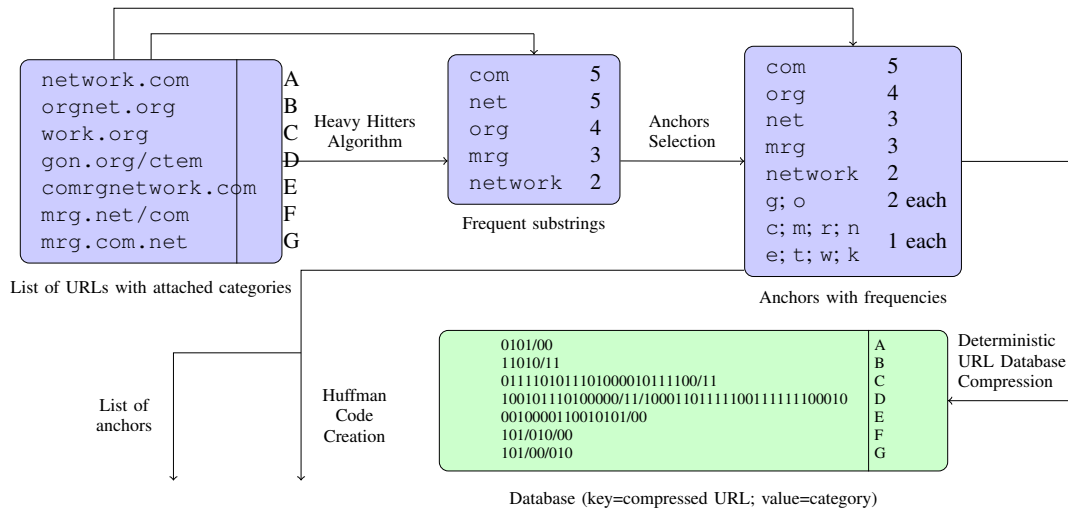 network.com A
orgnet.org B
work.org C
gon.org/ctem D
comrgnetwork.com E
mrg.net/com F
mrg.com.net G
List of URLs with attached categories
Heavy Hitters
Algorithm
com 5
net 5
org 4
mrg 3
network 2
Frequent substrings
Anchors
Selection
com 5
org 4
net 3
mrg 3
network 2
g; o 2 each
c; m; r; n
e; t; w; k 1 each
Anchors with frequencies
List of
anchors
Huffman
Code
Creation
0101/00 A
11010/11 B
0111101011101000010111100/11 C
100101110100000/11/1000110111110011111110​0010 D
0010000110010101/00 E
101/010/00 F
101/00/010 G
Database (key=compressed URL; value=category)
Deterministic
URL Database
Compression